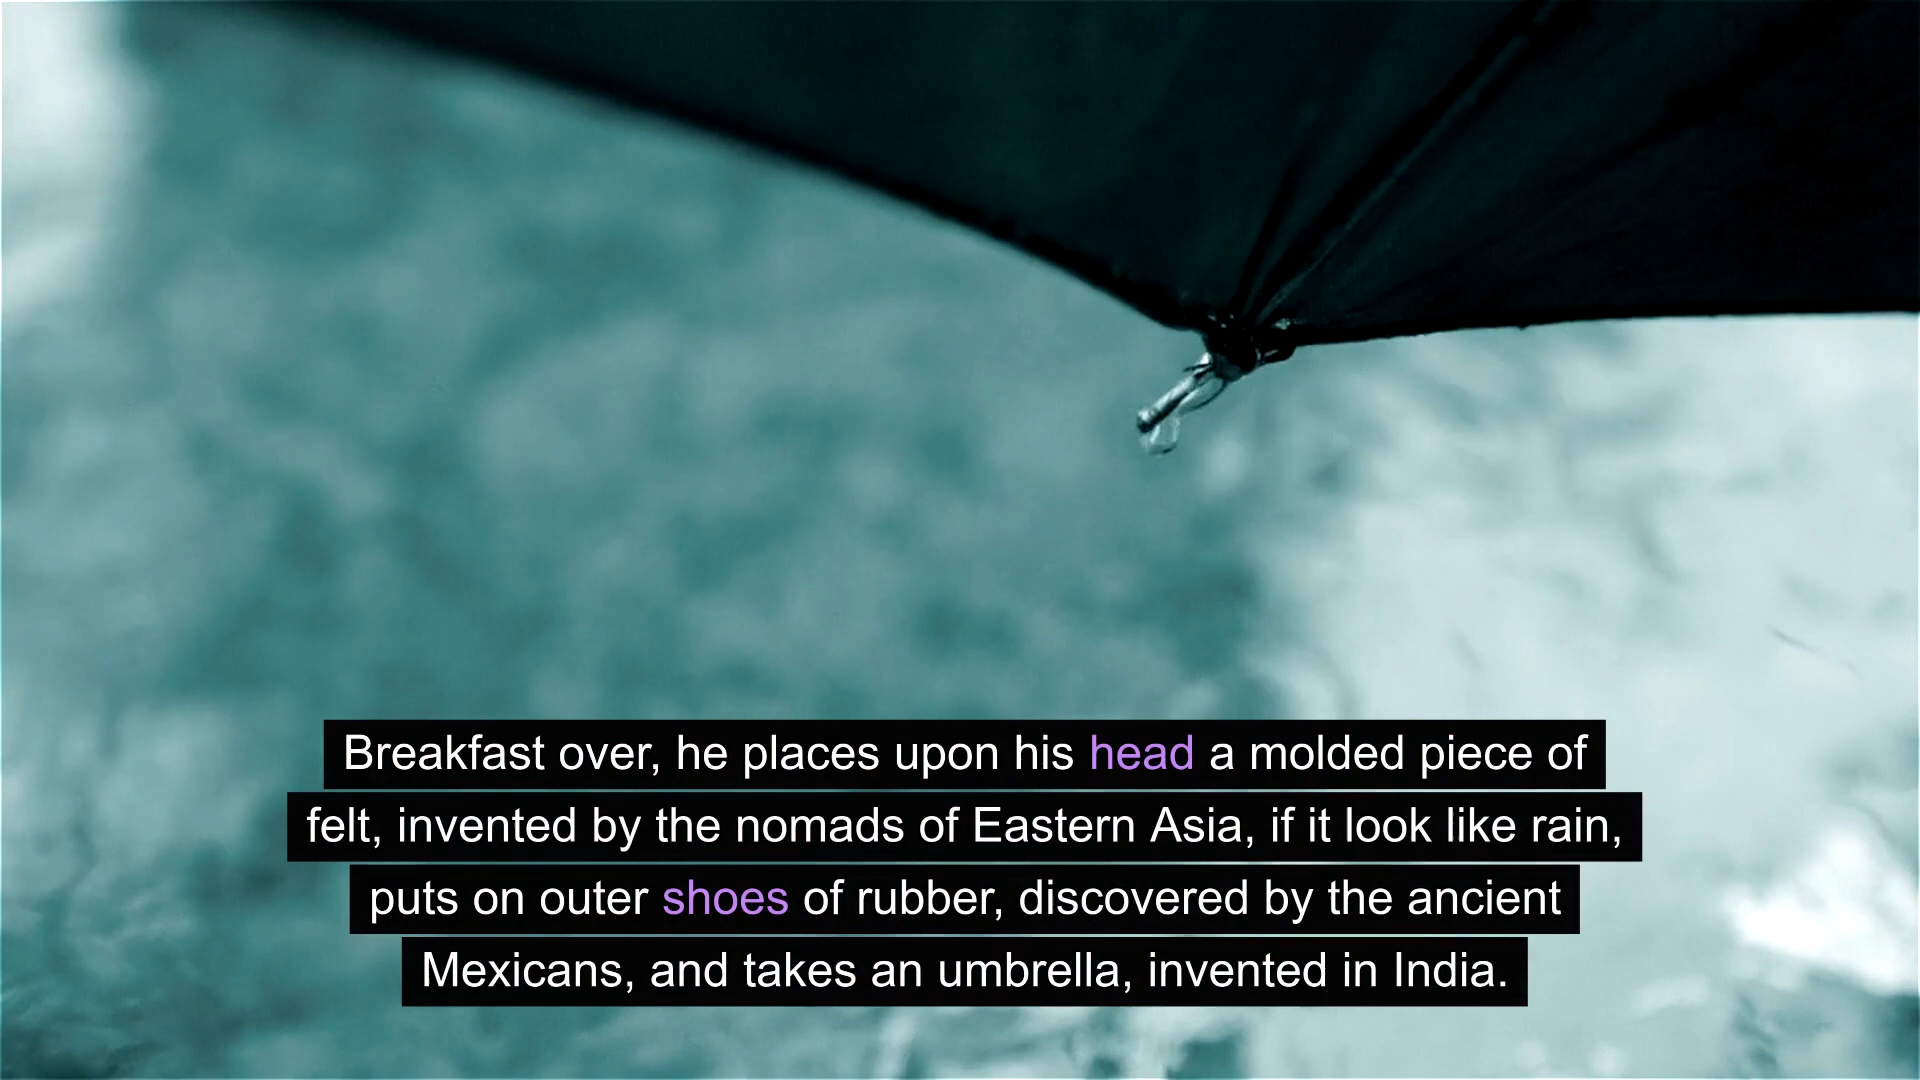 Breakfast over, he places upon his head a molded piece of
felt, invented by the nomads of Eastern Asia, if it look like rain,
puts on outer shoes of rubber, discovered by the ancient
Mexicans, and takes an umbrella, invented in India.